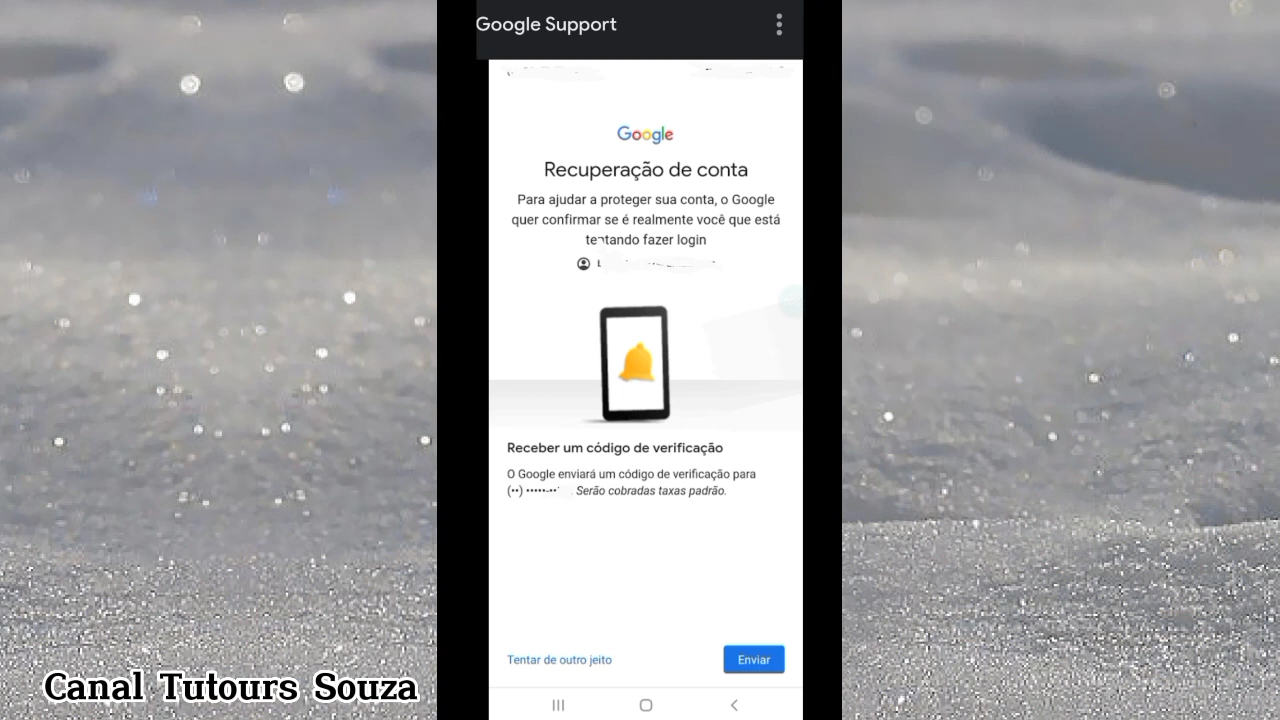 Google Support
Google
Recuperação de conta
Para ajudar a proteger sua conta, o Google
quer confirmar se é realmente você que está
tentando fazer login
Receber um código de verificação
O Google enviará um código de verificação para
(••) •••••-•• Serão cobradas taxas padrão.
Tentar de outro jeito
Enviar
Canal Tutours Souza